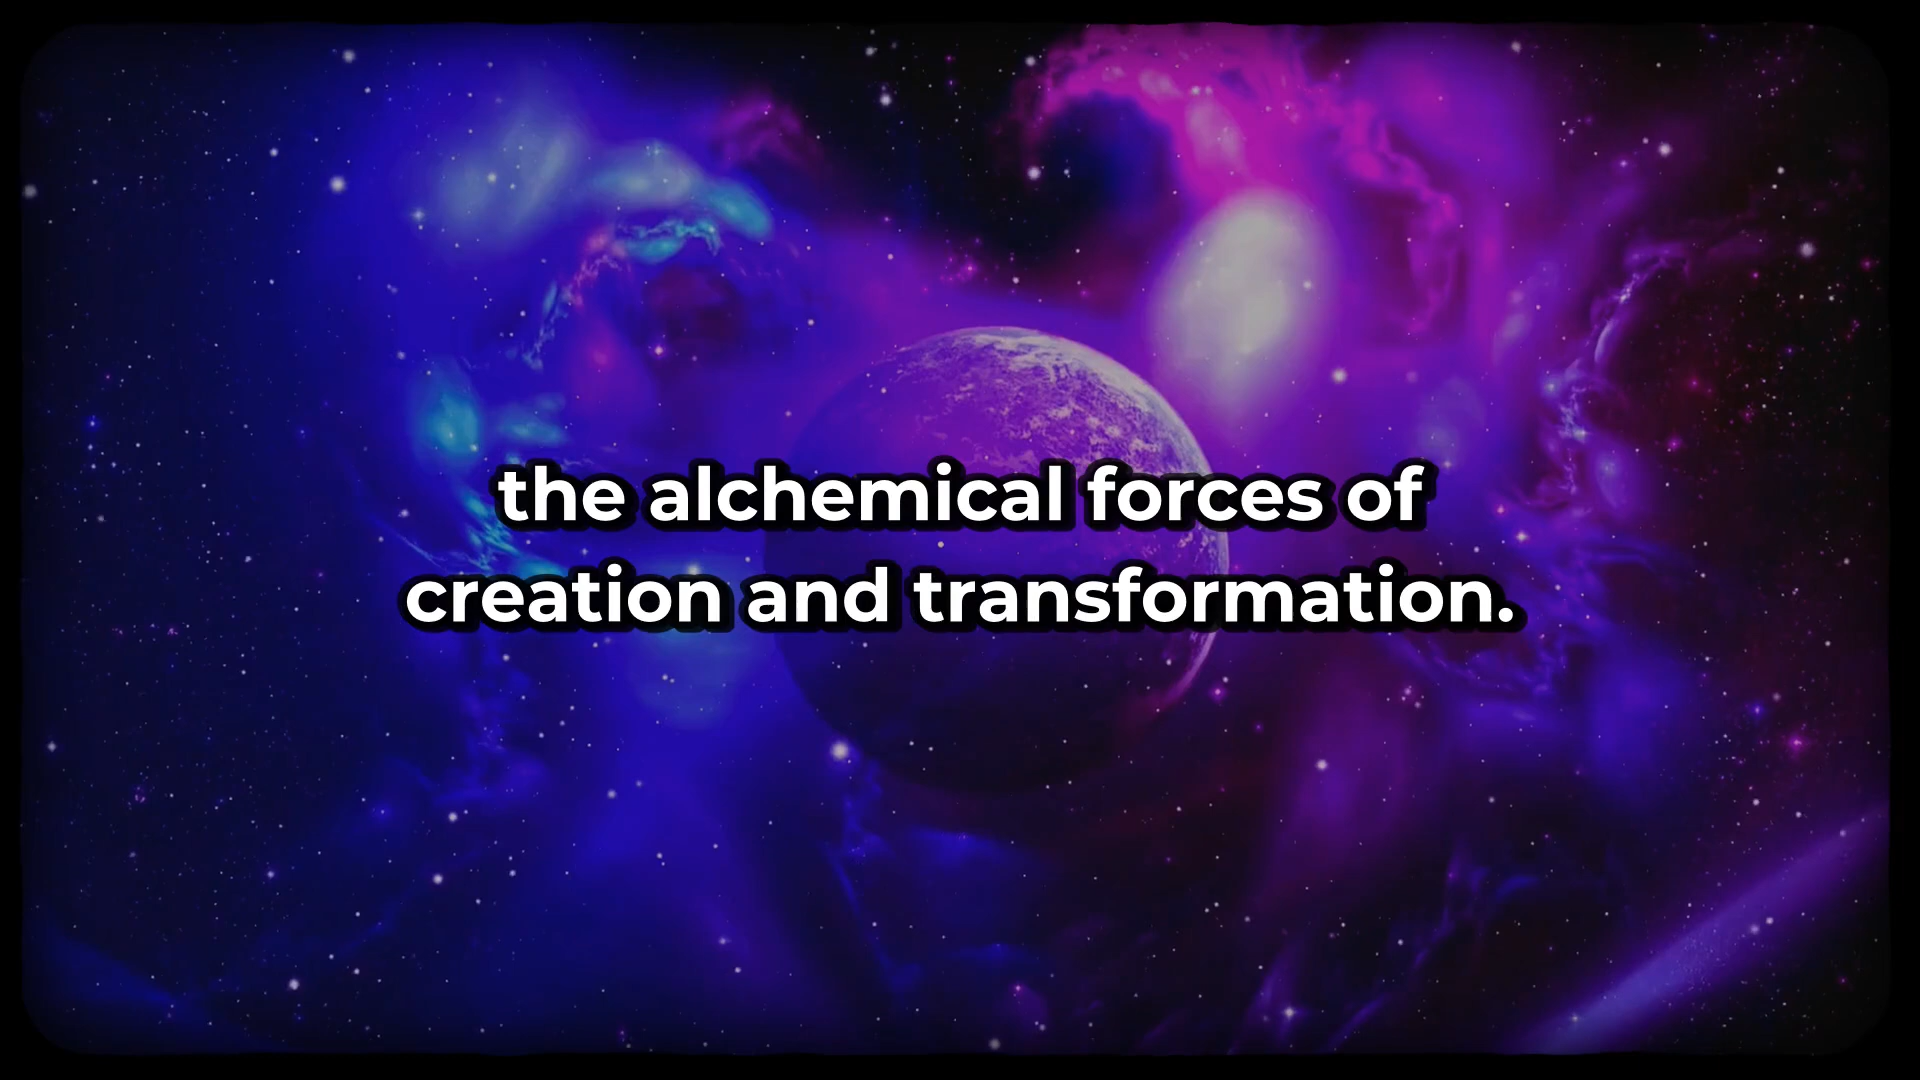 the alchemical forces of
creation and transformation.